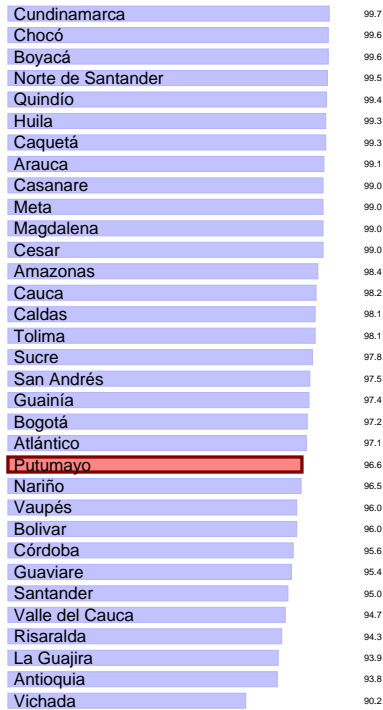 Cundinamarca 99.7
Chocó 99.6
Boyacá 99.6
Norte de Santander 99.5
Quindío 99.4
Huila 99.3
Caquetá 99.3
Arauca 99.1
Casanare 99.0
Meta 99.0
Magdalena 99.0
Cesar 99.0
Amazonas 98.4
Cauca 98.2
Caldas 98.1
Tolima 98.1
Sucre 97.8
San Andrés 97.5
Guainía 97.4
Bogotá 97.2
Atlántico 97.1
Putumayo 96.6
Nariño 96.5
Vaupés 96.0
Bolivar 96.0
Córdoba 95.6
Guaviare 95.4
Santander 95.0
Valle del Cauca 94.7
Risaralda 94.3
La Guajira 93.9
Antioquia 93.8
Vichada 90.2